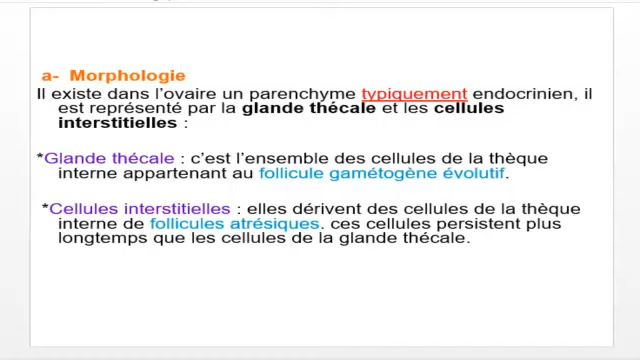 a- Morphologie
Il existe dans l'ovaire un parenchyme typiquement endocrinien, il
est représenté par la glande thécale et les cellules
interstitielles :
*Glande thécale : c'est l'ensemble des cellules de la thèque
interne appartenant au follicule gamétogène évolutif.
*Cellules interstitielles : elles dérivent des cellules de la thèque
interne de follicules atrésiques. ces cellules persistent plus
longtemps que les cellules de la glande thécale.